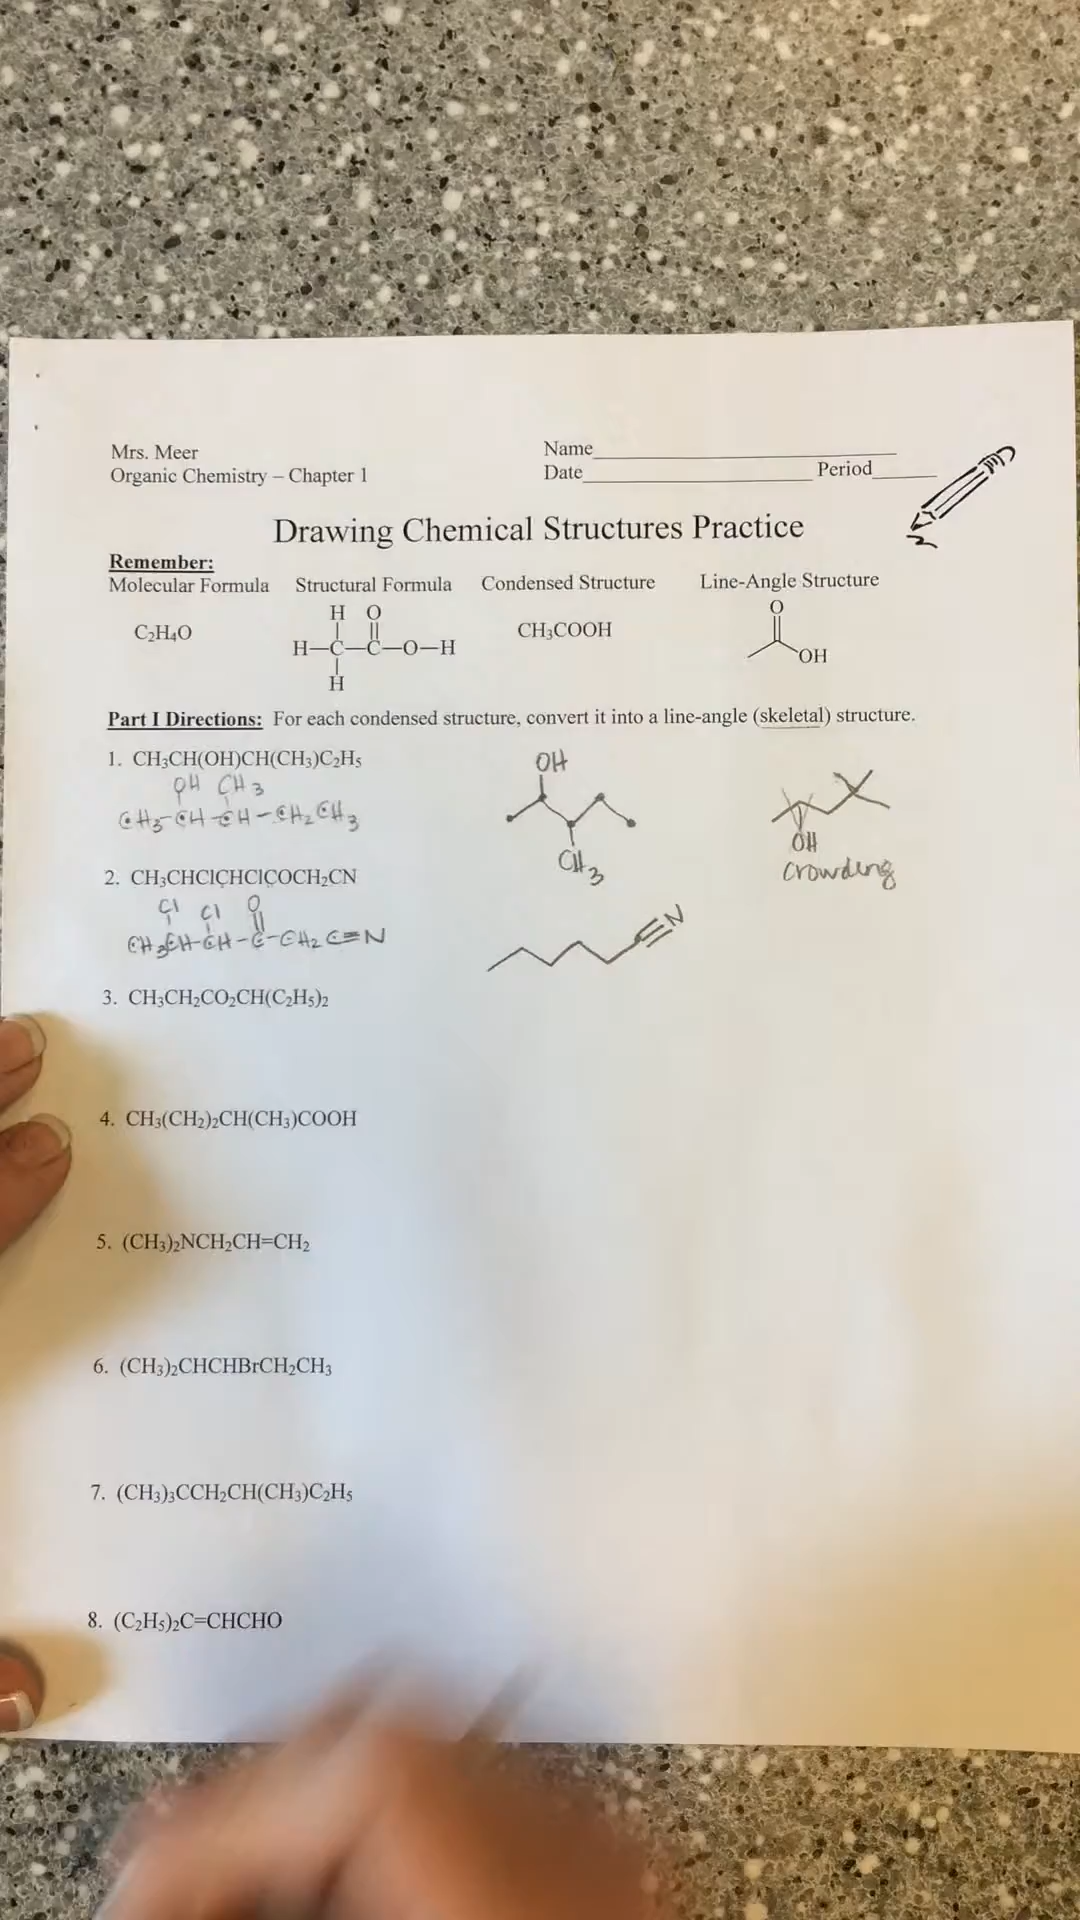 Mrs. Meer
Organic Chemistry – Chapter 1
Name
Date Period
Drawing Chemical Structures Practice
Remember:
Molecular Formula Structural Formula Condensed Structure Line-Angle Structure
C2H4O
H O
H—C—C—O—H
H
CH3COOH
O
OH
Part I Directions: For each condensed structure, convert it into a line-angle (skeletal) structure.
1. CH3CH(OH)CH(CH3)C2H5
OH CH3
CH3-CH-CH-CH2CH3
OH
CH3
OH
crowding
2. CH3CHClCHClCOCH2CN
Cl Cl O
CH3CH-CH-C-CH2C≡N
N
3. CH3CH2CO2CH(C2H5)2
4. CH3(CH2)2CH(CH3)COOH
5. (CH3)2NCH2CH=CH2
6. (CH3)2CHCHBrCH2CH3
7. (CH3)3CCH2CH(CH3)C2H5
8. (C2H5)2C=CHCHO